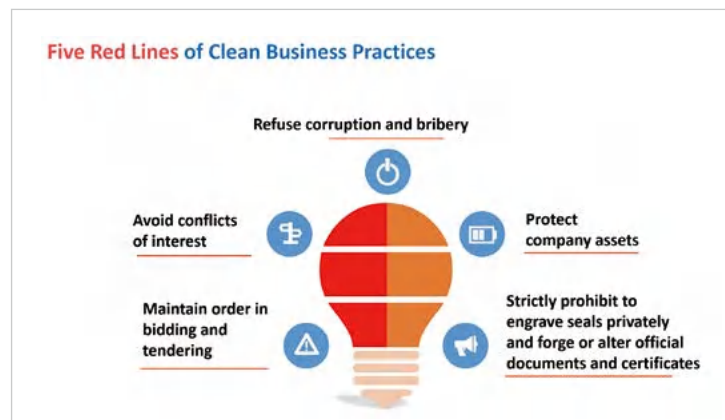 Five Red Lines of Clean Business Practices
Refuse corruption and bribery
Avoid conflicts
of interest
Protect
company assets
Maintain order in
bidding and
tendering
Strictly prohibit to
engrave seals privately
and forge or alter official
documents and certificates